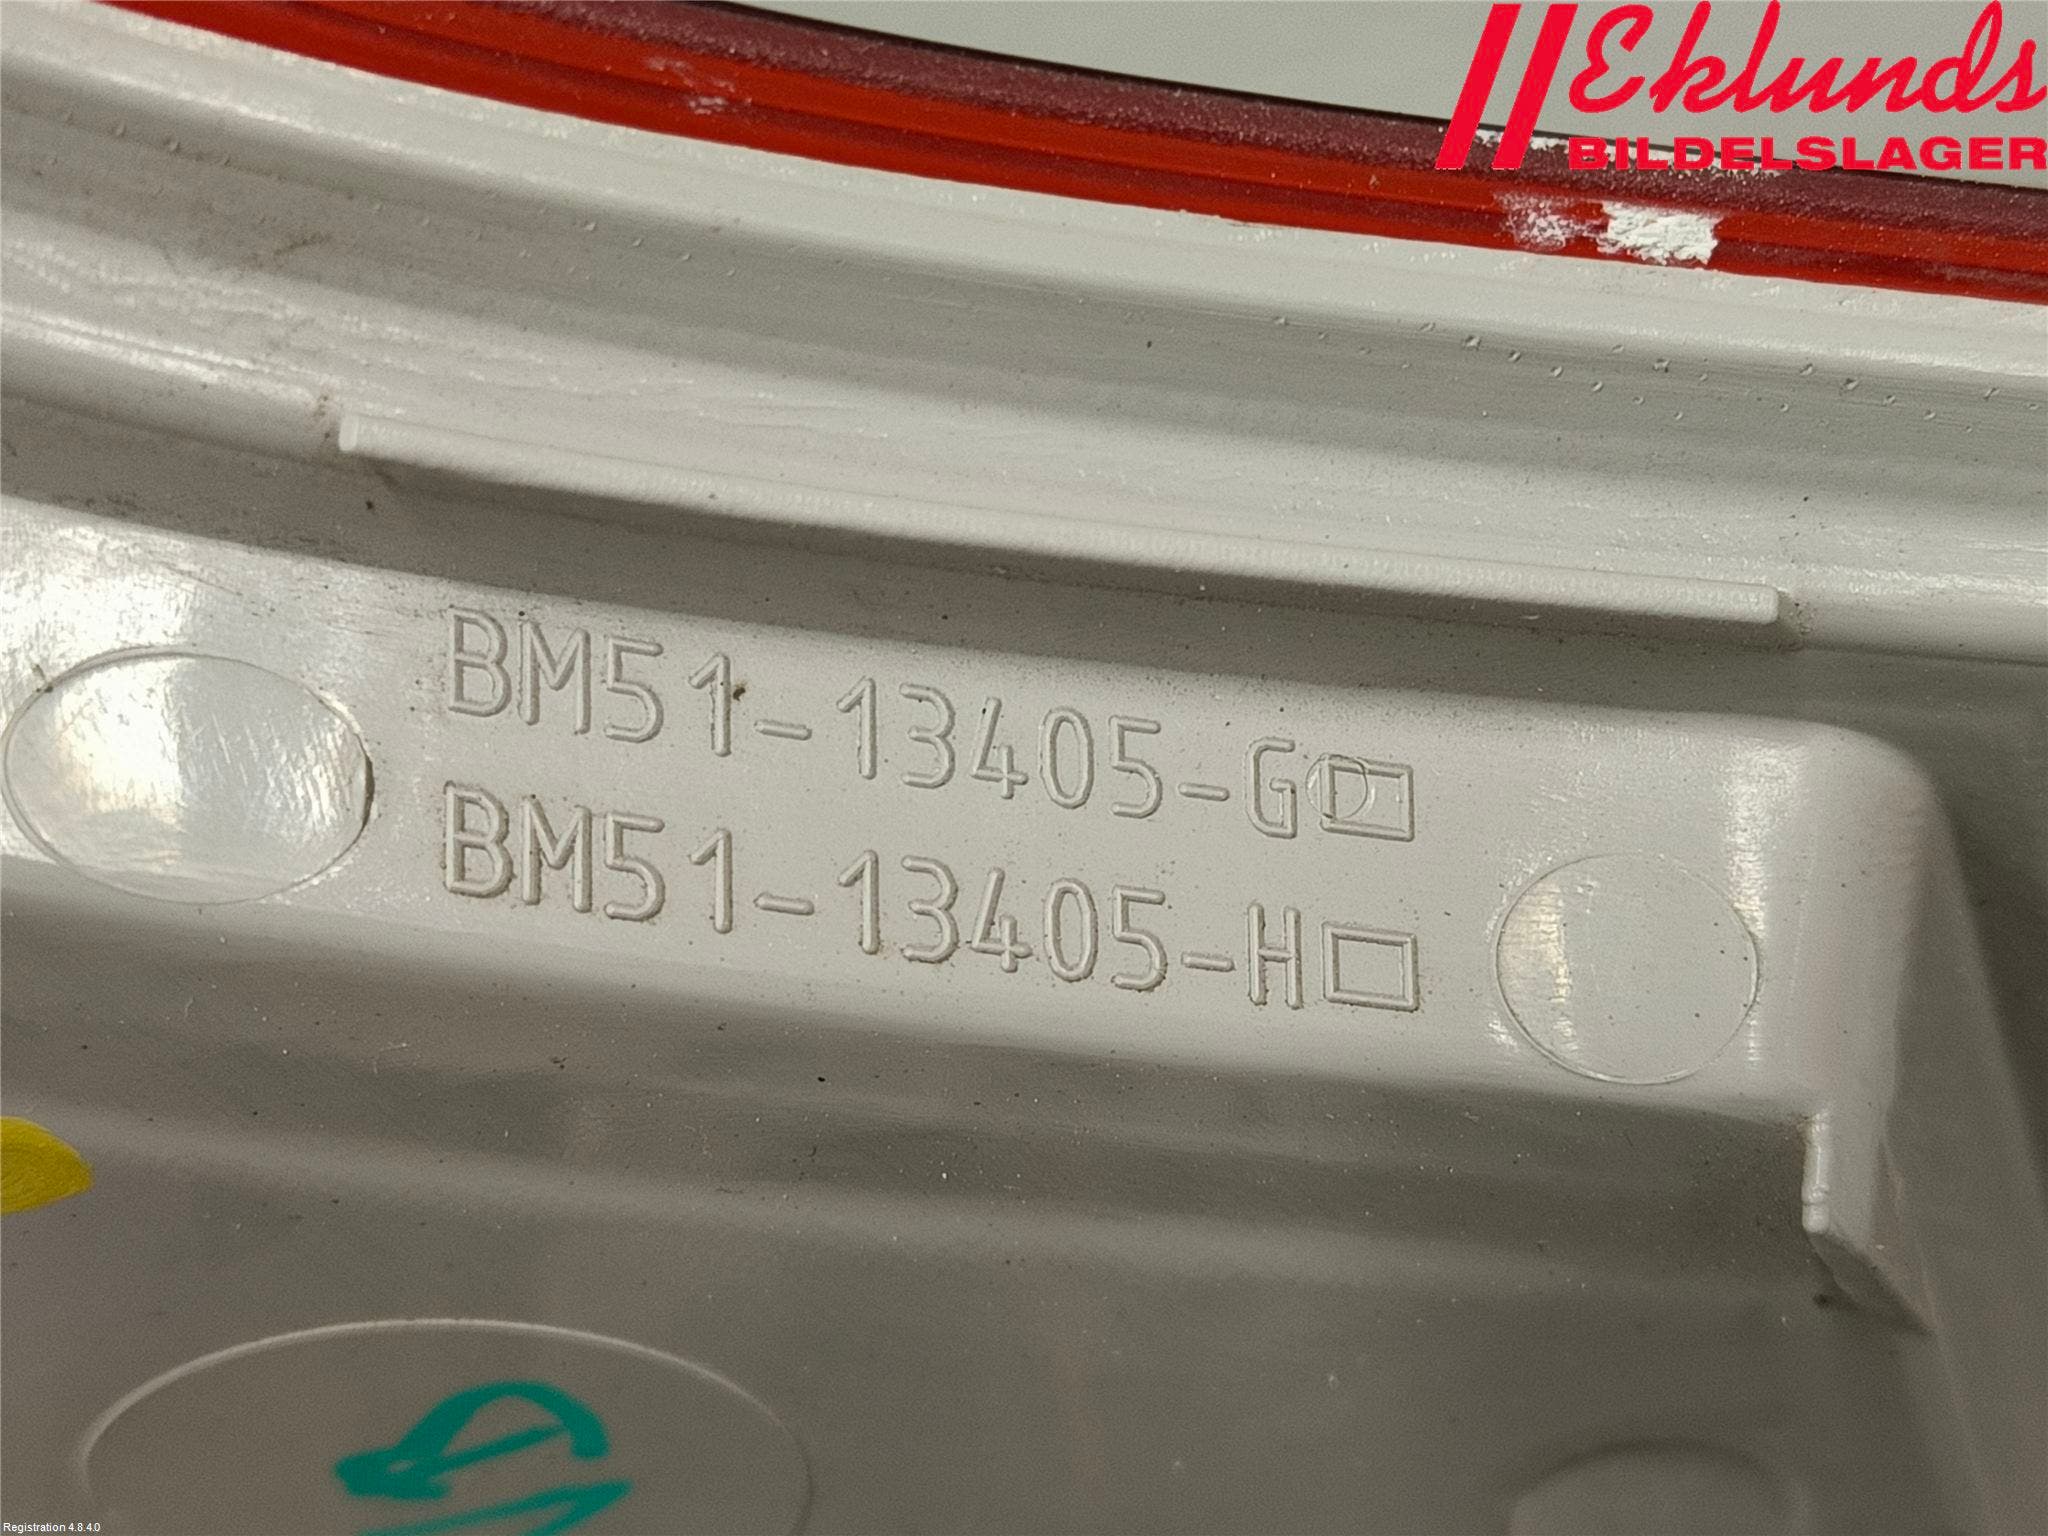 Eklunds
BILDELSLAGER
BM51-13405-G□
BM51-13405-H□
Registration 4.8.4.0